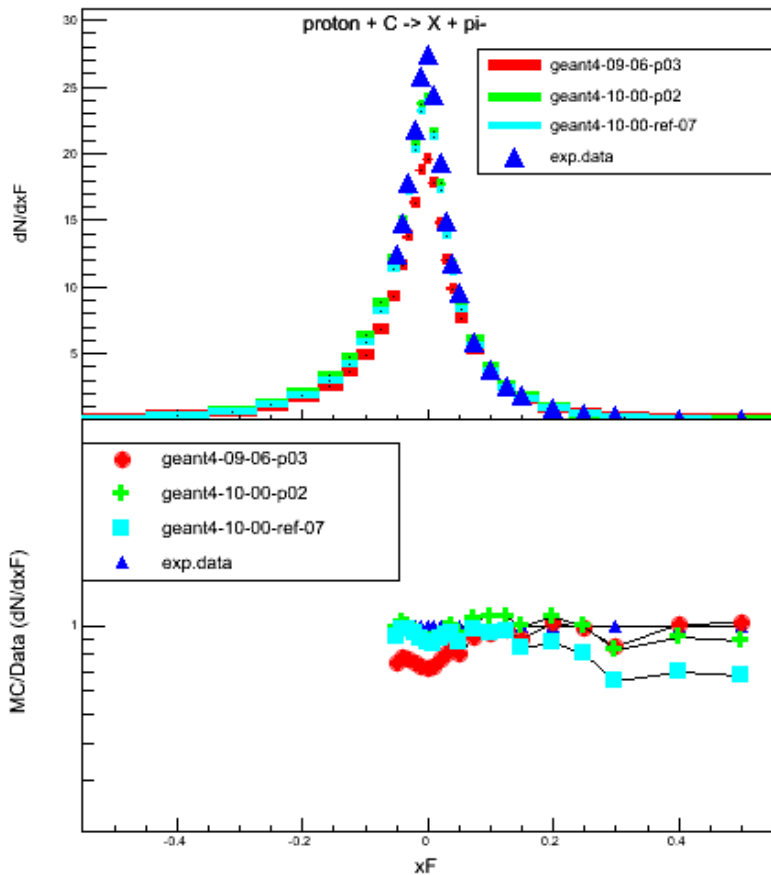 proton + C -> X + pi-
30
25
20
15
10
5
dN/dxF
geant4-09-06-p03
geant4-10-00-p02
geant4-10-00-ref-07
exp.data
geant4-09-06-p03
geant4-10-00-p02
geant4-10-00-ref-07
exp.data
MC/Data (dN/dxF)
1
-0.4
-0.2
0
0.2
0.4
xF